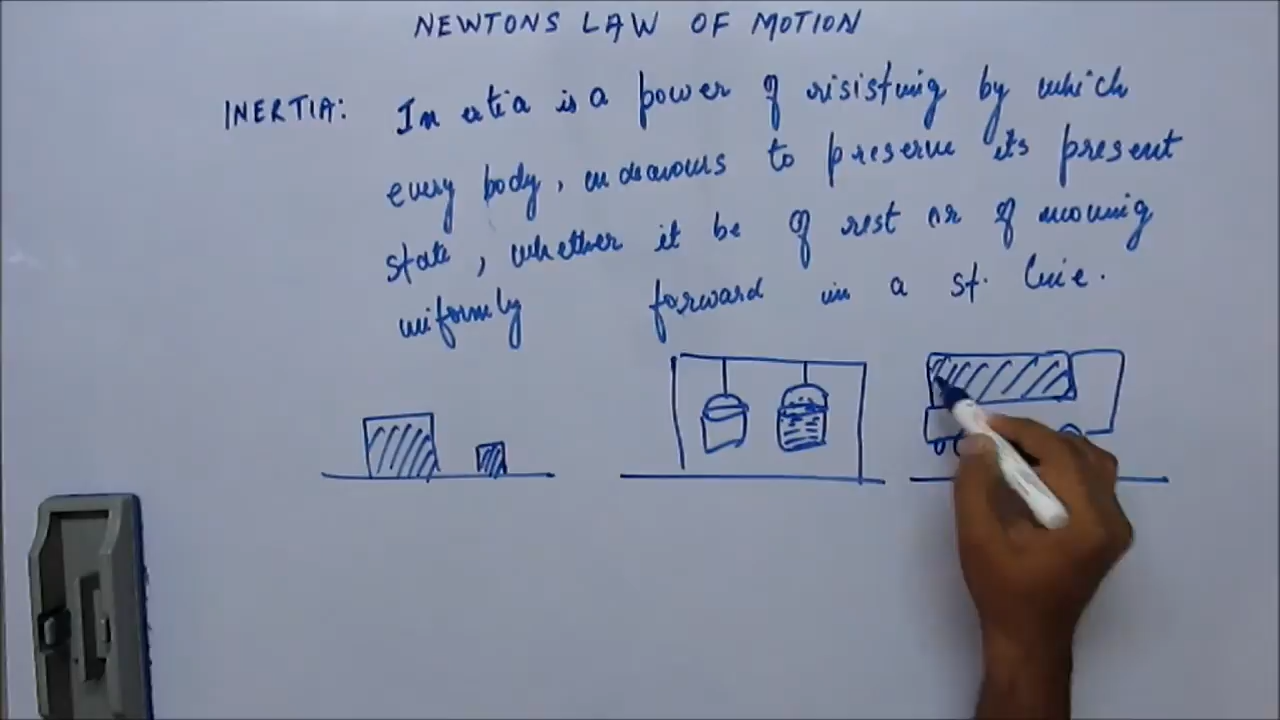 NEWTONS LAW OF MOTION
INERTIA: Inertia is a power of risisting by which
every body, endeavours to preserve its present
state, whether it be of rest or of moving
uniformly forward in a st. line.